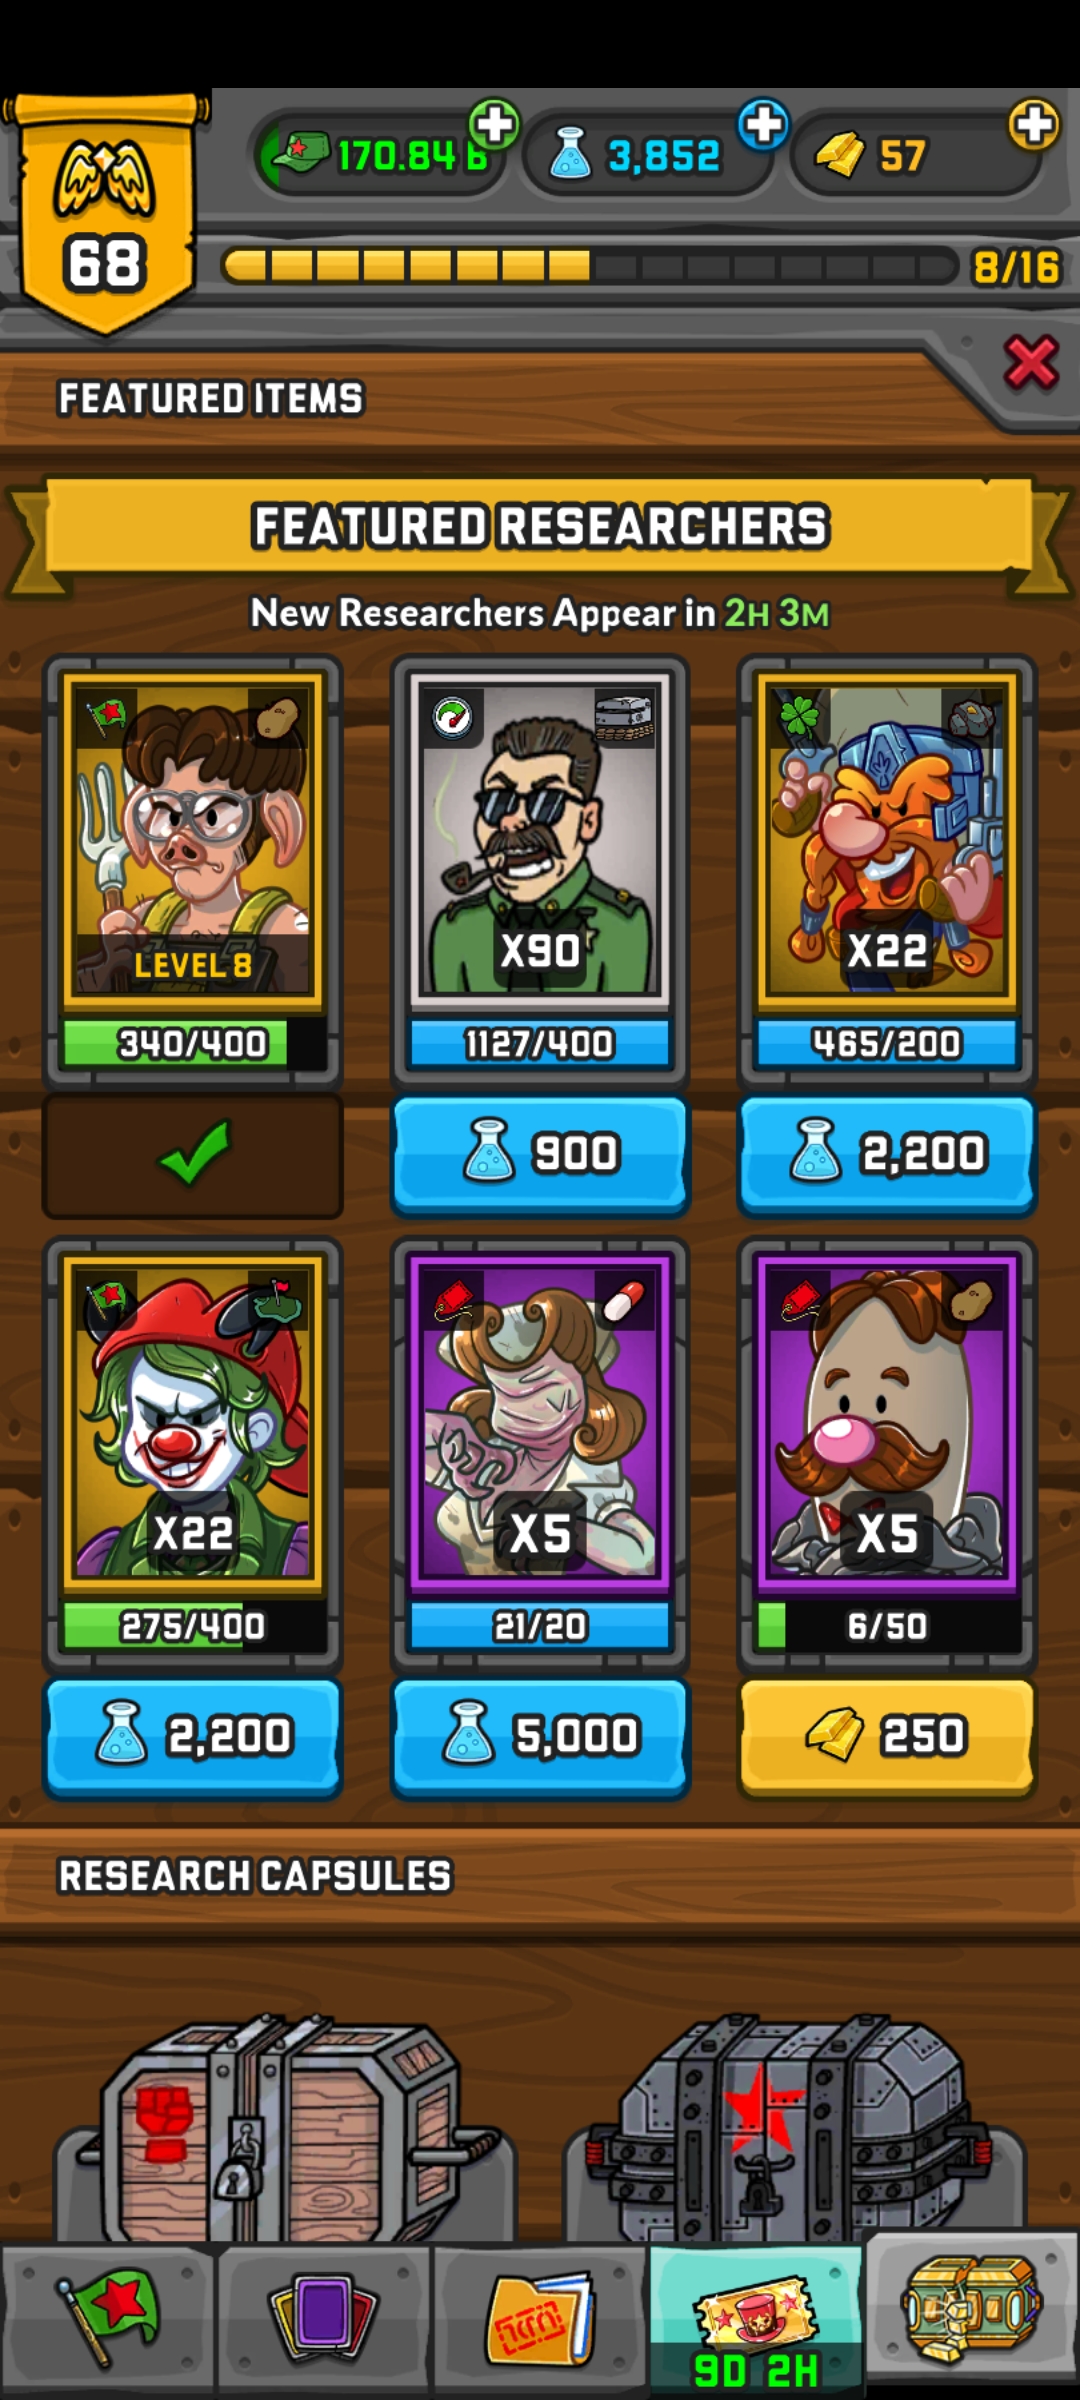 170.84 B
3,852
57
68
8/16
FEATURED ITEMS
FEATURED RESEARCHERS
New Researchers Appear in 2H 3M
LEVEL 8
X90
X22
340/400
1127/400
465/200
900
2,200
X22
X5
X5
275/400
21/20
6/50
2,200
5,000
250
RESEARCH CAPSULES
9D 2H